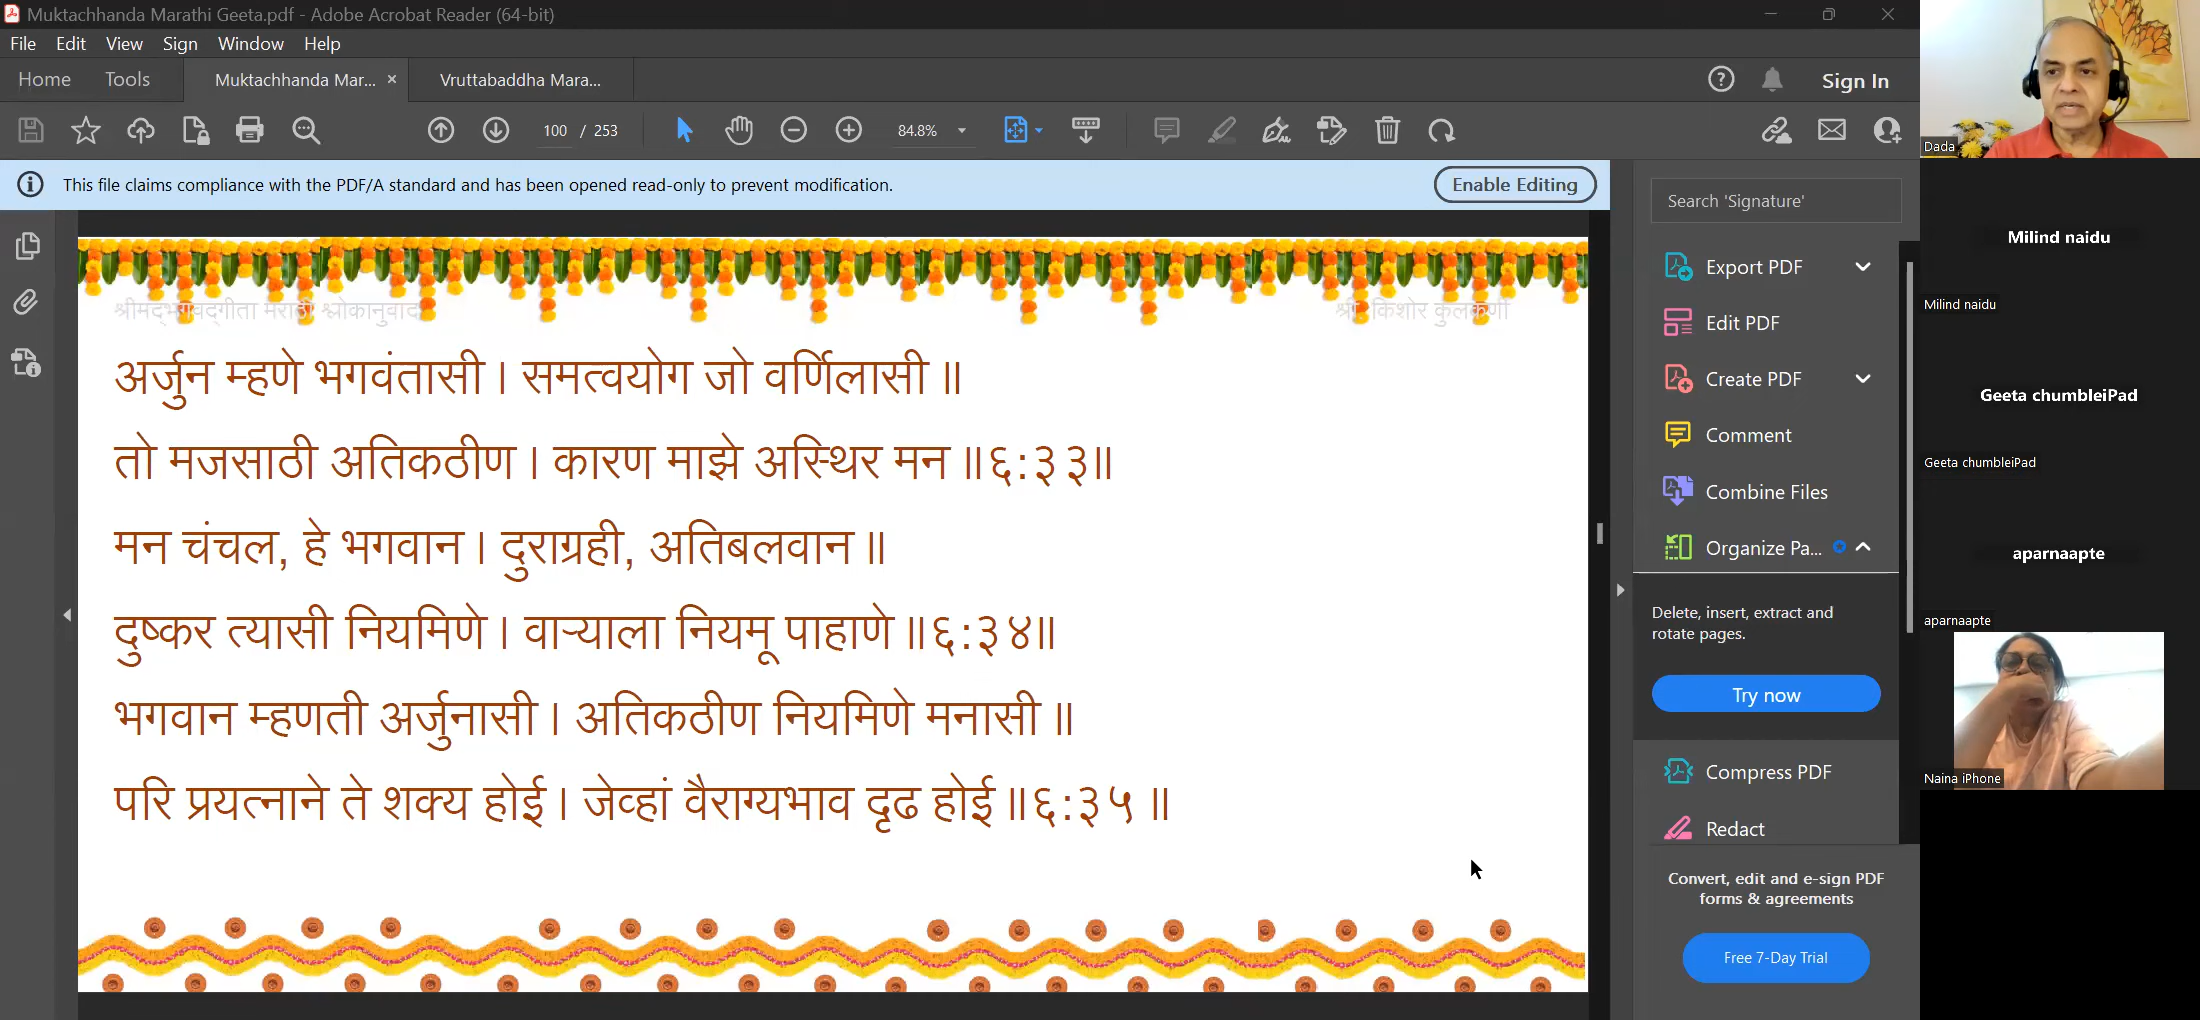 Muktachhanda Marathi Geeta.pdf - Adobe Acrobat Reader (64-bit)
File Edit View Sign Window Help
Home Tools Muktachhanda Mar... × Vruttabaddha Mara... Sign In
100 / 253 84.8%
This file claims compliance with the PDF/A standard and has been opened read-only to prevent modification. Enable Editing
श्रीमद्भगवद्गीता मराठी श्लोकानुवाद श्री. किशोर कुलकर्णी
अर्जुन म्हणे भगवंतासी । समत्वयोग जो वर्णिलासी ॥
तो मजसाठी अतिकठीण । कारण माझे अस्थिर मन ॥६:३३॥
मन चंचल, हे भगवान । दुराग्रही, अतिबलवान ॥
दुष्कर त्यासी नियमिणे । वाऱ्याला नियमू पाहाणे ॥६:३४॥
भगवान म्हणती अर्जुनासी । अतिकठीण नियमिणे मनासी ॥
परि प्रयत्नाने ते शक्य होई । जेव्हां वैराग्यभाव दृढ होई ॥६:३५ ॥
Search 'Signature'
Export PDF
Edit PDF
Create PDF
Comment
Combine Files
Organize Pa...
Delete, insert, extract and
rotate pages.
Try now
Compress PDF
Redact
Convert, edit and e-sign PDF
forms & agreements
Free 7-Day Trial
Dada
Milind naidu
Milind naidu
Geeta chumbleiPad
Geeta chumbleiPad
aparnaapte
aparnaapte
Naina iPhone